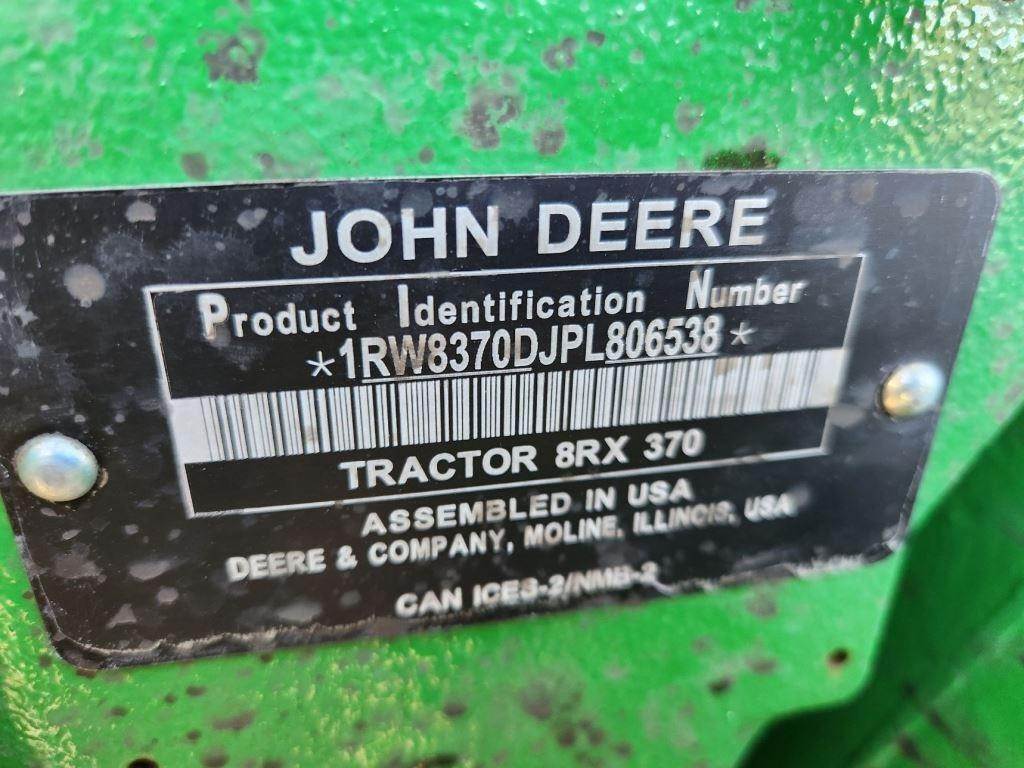 JOHN DEERE
Product Identification Number
*1RW8370DJPL806538*
TRACTOR 8RX 370
ASSEMBLED IN USA
DEERE & COMPANY, MOLINE, ILLINOIS, USA
CAN ICES-2/NMB-2